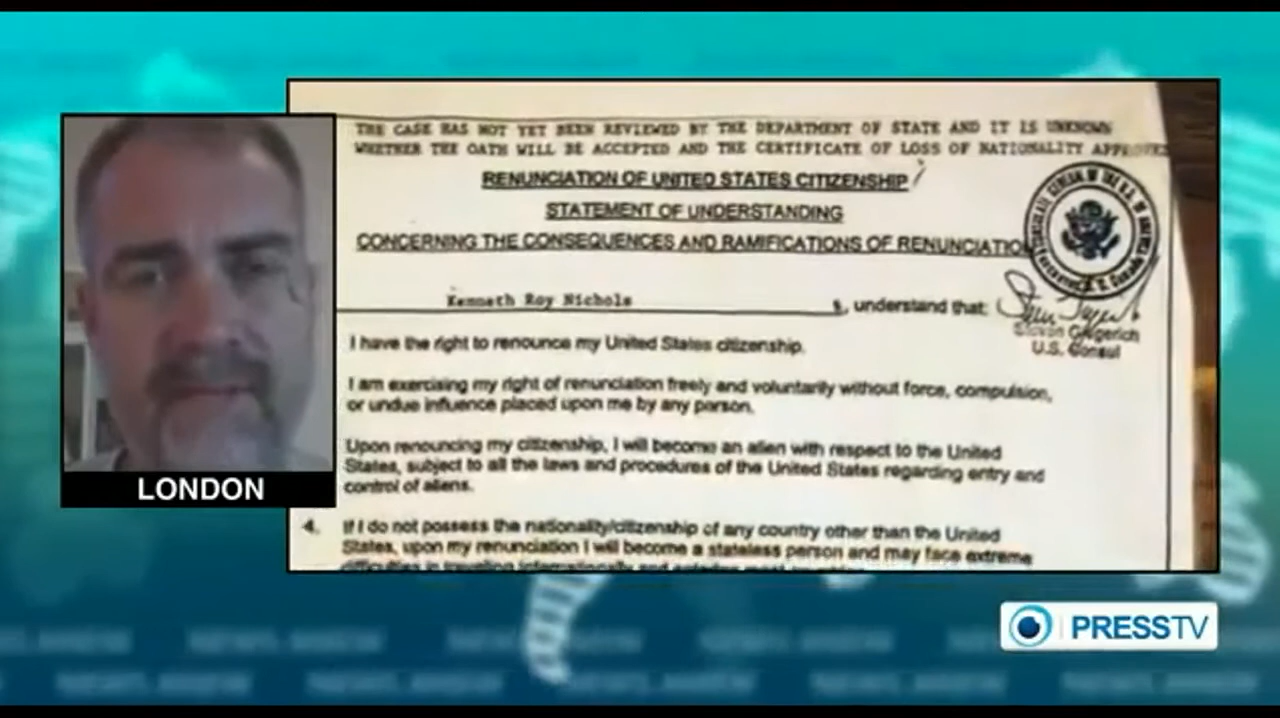 THE CASE HAS NOT YET BEEN REVIEWED BY THE DEPARTMENT OF STATE AND IT IS UNKNOWN
WHETHER THE OATH WILL BE ACCEPTED AND THE CERTIFICATE OF LOSS OF NATIONALITY APPROVED
RENUNCIATION OF UNITED STATES CITIZENSHIP
STATEMENT OF UNDERSTANDING
CONCERNING THE CONSEQUENCES AND RAMIFICATIONS OF RENUNCIATION
Kenneth Roy Nichols
, understand that:
U.S. Consul
I have the right to renounce my United States citizenship.
I am exercising my right of renunciation freely and voluntarily without force, compulsion,
or undue influence placed upon me by any person.
Upon renouncing my citizenship, I will become an alien with respect to the United
States, subject to all the laws and procedures of the United States regarding entry and
control of aliens.
4. If I do not possess the nationality/citizenship of any country other than the United
States, upon my renunciation I will become a stateless person and may face extreme
difficulties in traveling internationally and
LONDON
PRESSTV